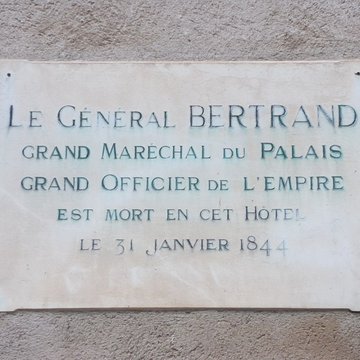 LE GÉNÉRAL BERTRAND
GRAND MARÉCHAL DU PALAIS
GRAND OFFICIER DE L'EMPIRE
EST MORT EN CET HÔTEL
LE 31 JANVIER 1844